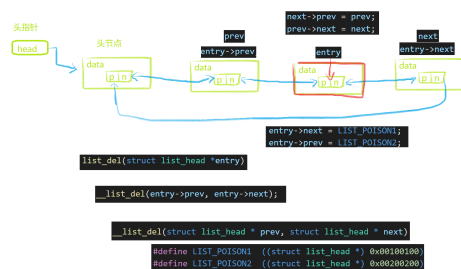 头指针
head
头节点
data
p n
prev
entry->prev
data
p n
next->prev = prev;
prev->next = next;
entry
data
p n
next
entry->next
data
p n
entry->next = LIST_POISON1;
entry->prev = LIST_POISON2;
list_del(struct list_head *entry)
__list_del(entry->prev, entry->next);
__list_del(struct list_head * prev, struct list_head * next)
#define LIST_POISON1 ((struct list_head *) 0x00100100)
#define LIST_POISON2 ((struct list_head *) 0x00200200)